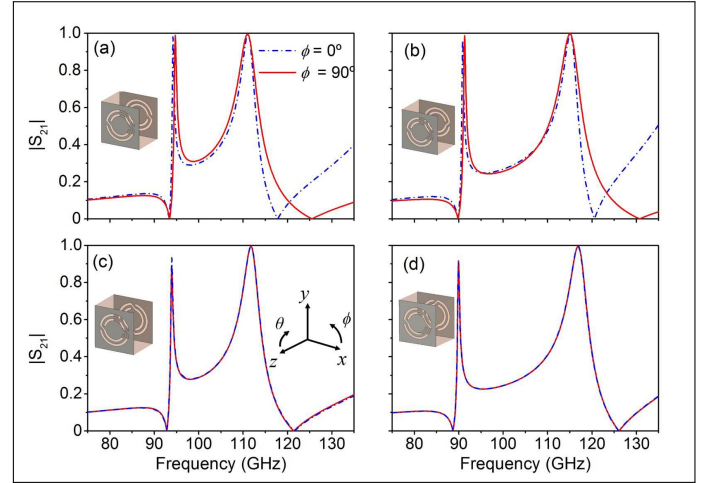 (a)
ϕ = 0º
ϕ = 90º
(b)
1.0
0.8
0.6
0.4
0.2
0
|S21|
(c)
(d)
y
θ
ϕ
z
x
1.0
0.8
0.6
0.4
0.2
0
|S21|
80 90 100 110 120 130
80 90 100 110 120 130
Frequency (GHz)
Frequency (GHz)